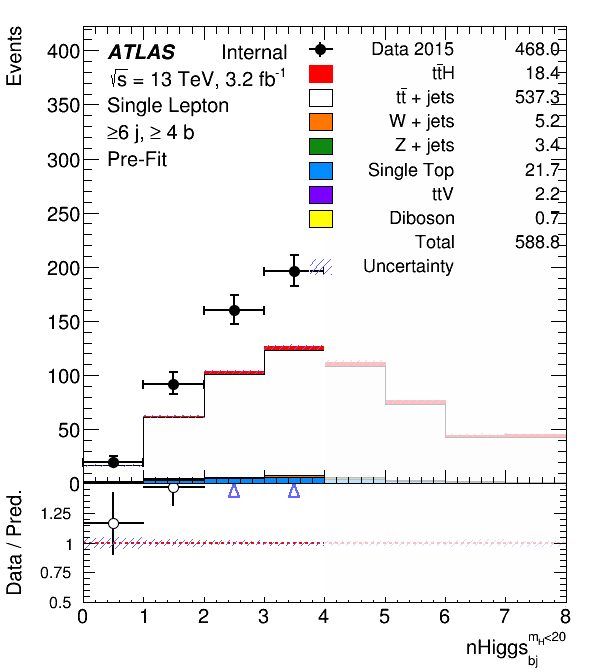 Events
400
350
300
250
200
150
100
50
0
ATLAS Internal
√s = 13 TeV, 3.2 fb-1
Single Lepton
≥6 j, ≥ 4 b
Pre-Fit
Data 2015 468.0
tt̄H 18.4
tt̄ + jets 537.3
W + jets 5.2
Z + jets 3.4
Single Top 21.7
ttV 2.2
Diboson 0.7
Total 588.8
Uncertainty
Data / Pred.
1.25
1
0.75
0.5
0 1 2 3 4 5 6 7 8
nHiggs_bj^{m_H<20}